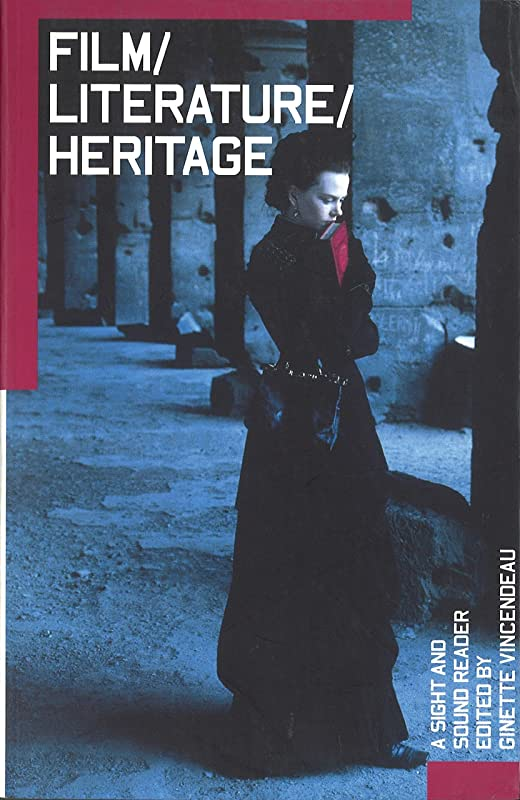 FILM/
LITERATURE/
HERITAGE
A SIGHT AND
SOUND READER
EDITED BY
GINETTE VINCENDEAU